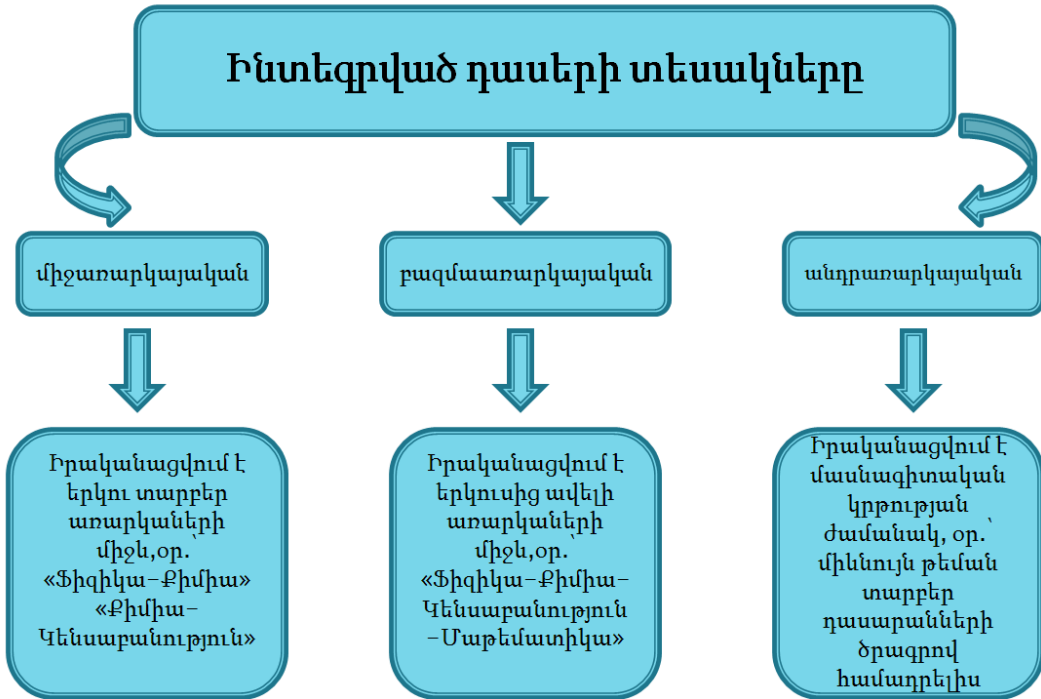 Ինտեգրված դասերի տեսակները
միջառարկայական
բազմաառարկայական
անդրառարկայական
Իրականացվում է
երկու տարբեր
առարկաների
միջև,օր.՝
«Ֆիզիկա-Քիմիա»
«Քիմիա-
Կենսաբանություն»
Իրականացվում է
երկուսից ավելի
առարկաների
միջև,օր.՝
«Ֆիզիկա-Քիմիա-
Կենսաբանություն
-Մաթեմատիկա»
Իրականացվում է
մասնագիտական
կրթության
ժամանակ, օր.՝
միևնույն թեման
տարբեր
դասարանների
ծրագրով
համադրելիս